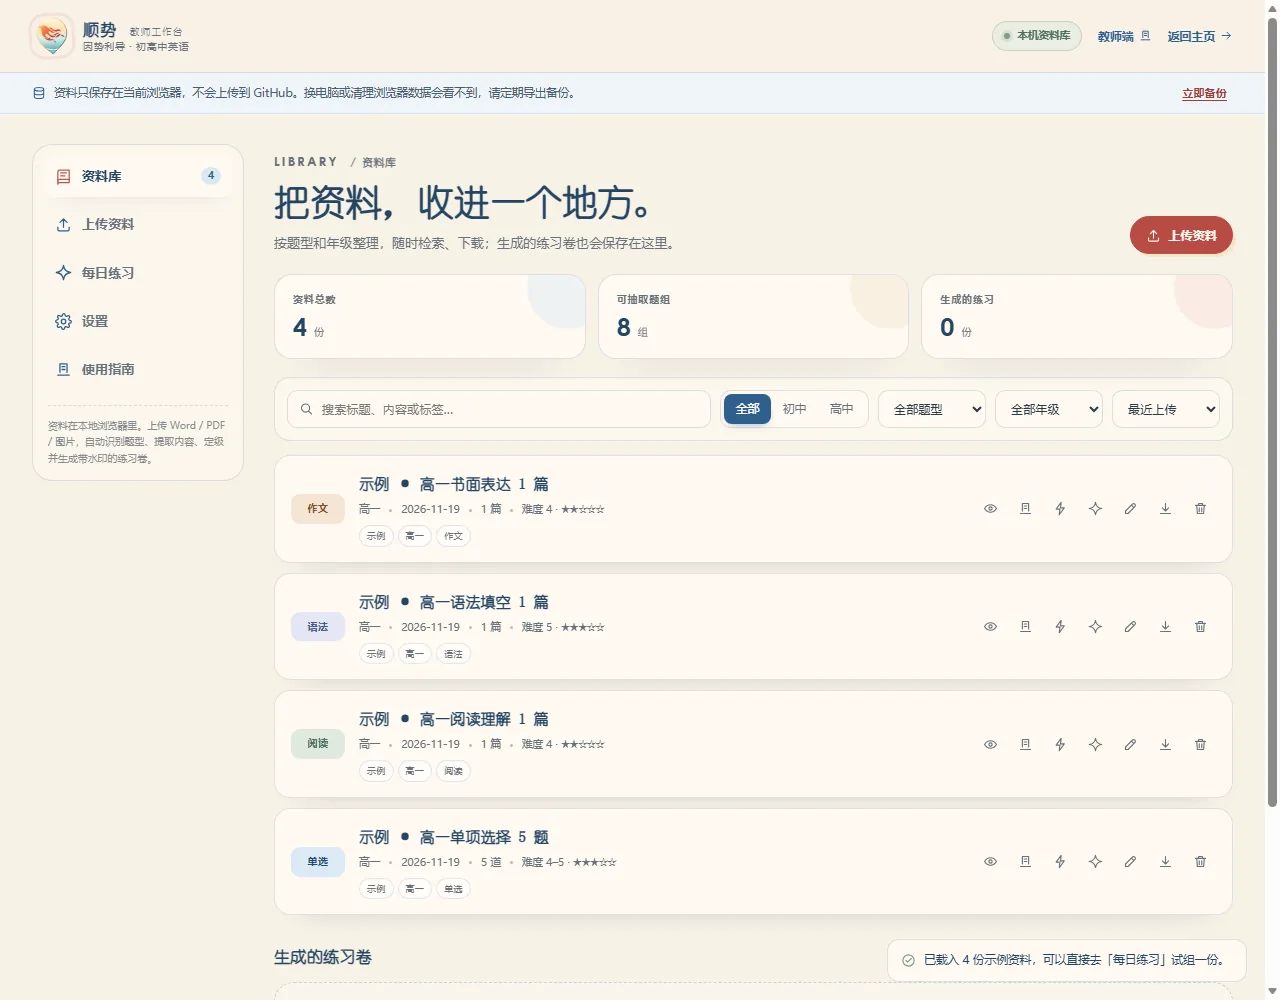 顺势 教师工作台
因势利导 · 初高中英语
本机资料库
教师端
返回主页 →
资料只保存在当前浏览器，不会上传到 GitHub。换电脑或清理浏览器数据会看不到，请定期导出备份。
立即备份
资料库 4
上传资料
每日练习
设置
使用指南
资料在本地浏览器里。上传 Word / PDF
/ 图片，自动识别题型、提取内容、定级
并生成带水印的练习卷。
LIBRARY / 资料库
把资料，收进一个地方。
按题型和年级整理，随时检索、下载；生成的练习卷也会保存在这里。
上传资料
资料总数
4 份
可抽取题组
8 组
生成的练习
0 份
搜索标题、内容或标签...
全部 初中 高中
全部题型
全部年级
最近上传
作文
示例 • 高一书面表达 1 篇
高一 • 2026-11-19 • 1 篇 • 难度 4 · ★★☆☆☆
示例 高一 作文
语法
示例 • 高一语法填空 1 篇
高一 • 2026-11-19 • 1 篇 • 难度 5 · ★★★☆☆
示例 高一 语法
阅读
示例 • 高一阅读理解 1 篇
高一 • 2026-11-19 • 1 篇 • 难度 4 · ★★☆☆☆
示例 高一 阅读
单选
示例 • 高一单项选择 5 题
高一 • 2026-11-19 • 5 道 • 难度 4–5 · ★★★☆☆
示例 高一 单选
生成的练习卷
已载入 4 份示例资料，可以直接去「每日练习」试组一份。